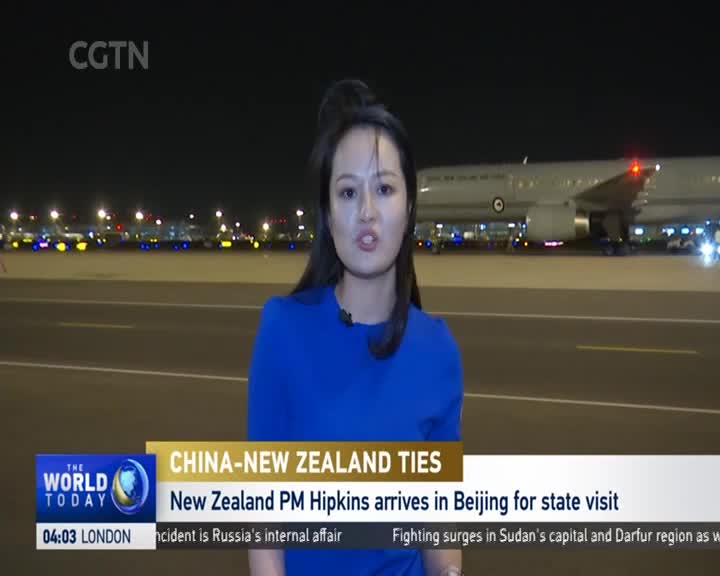 CGTN
CHINA-NEW ZEALAND TIES
THE
WORLD
TODAY
New Zealand PM Hipkins arrives in Beijing for state visit
04:03 LONDON
ncident is Russia's internal affair Fighting surges in Sudan's capital and Darfur region as w